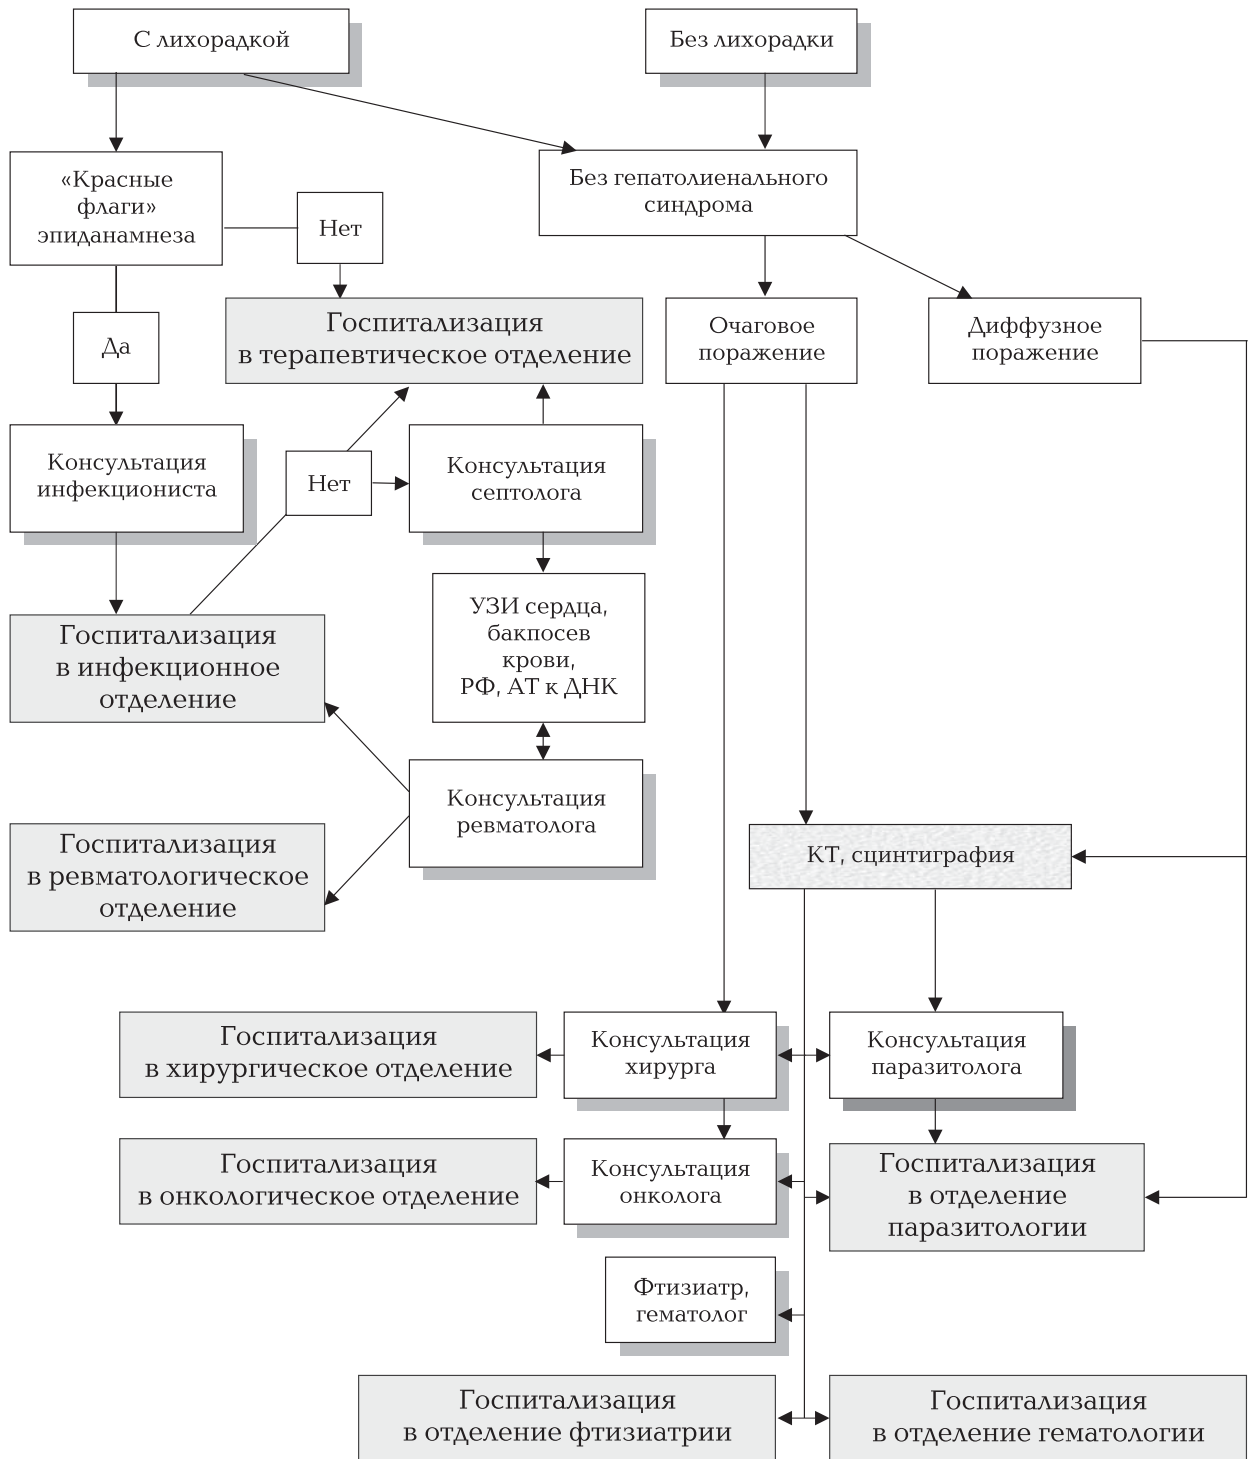 С лихорадкой
Без лихорадки
«Красные
флаги»
эпиданамнеза
Нет
Без гепатолиенального
синдрома
Да
Госпитализация
в терапевтическое отделение
Очаговое
поражение
Диффузное
поражение
Консультация
инфекциониста
Нет
Консультация
септолога
Госпитализация
в инфекционное
отделение
УЗИ сердца,
бакпосев
крови,
РФ, АТ к ДНК
Консультация
ревматолога
Госпитализация
в ревматологическое
отделение
КТ, сцинтиграфия
Госпитализация
в хирургическое отделение
Консультация
хирурга
Консультация
паразитолога
Госпитализация
в онкологическое отделение
Консультация
онколога
Госпитализация
в отделение
паразитологии
Фтизиатр,
гематолог
Госпитализация
в отделение фтизиатрии
Госпитализация
в отделение гематологии